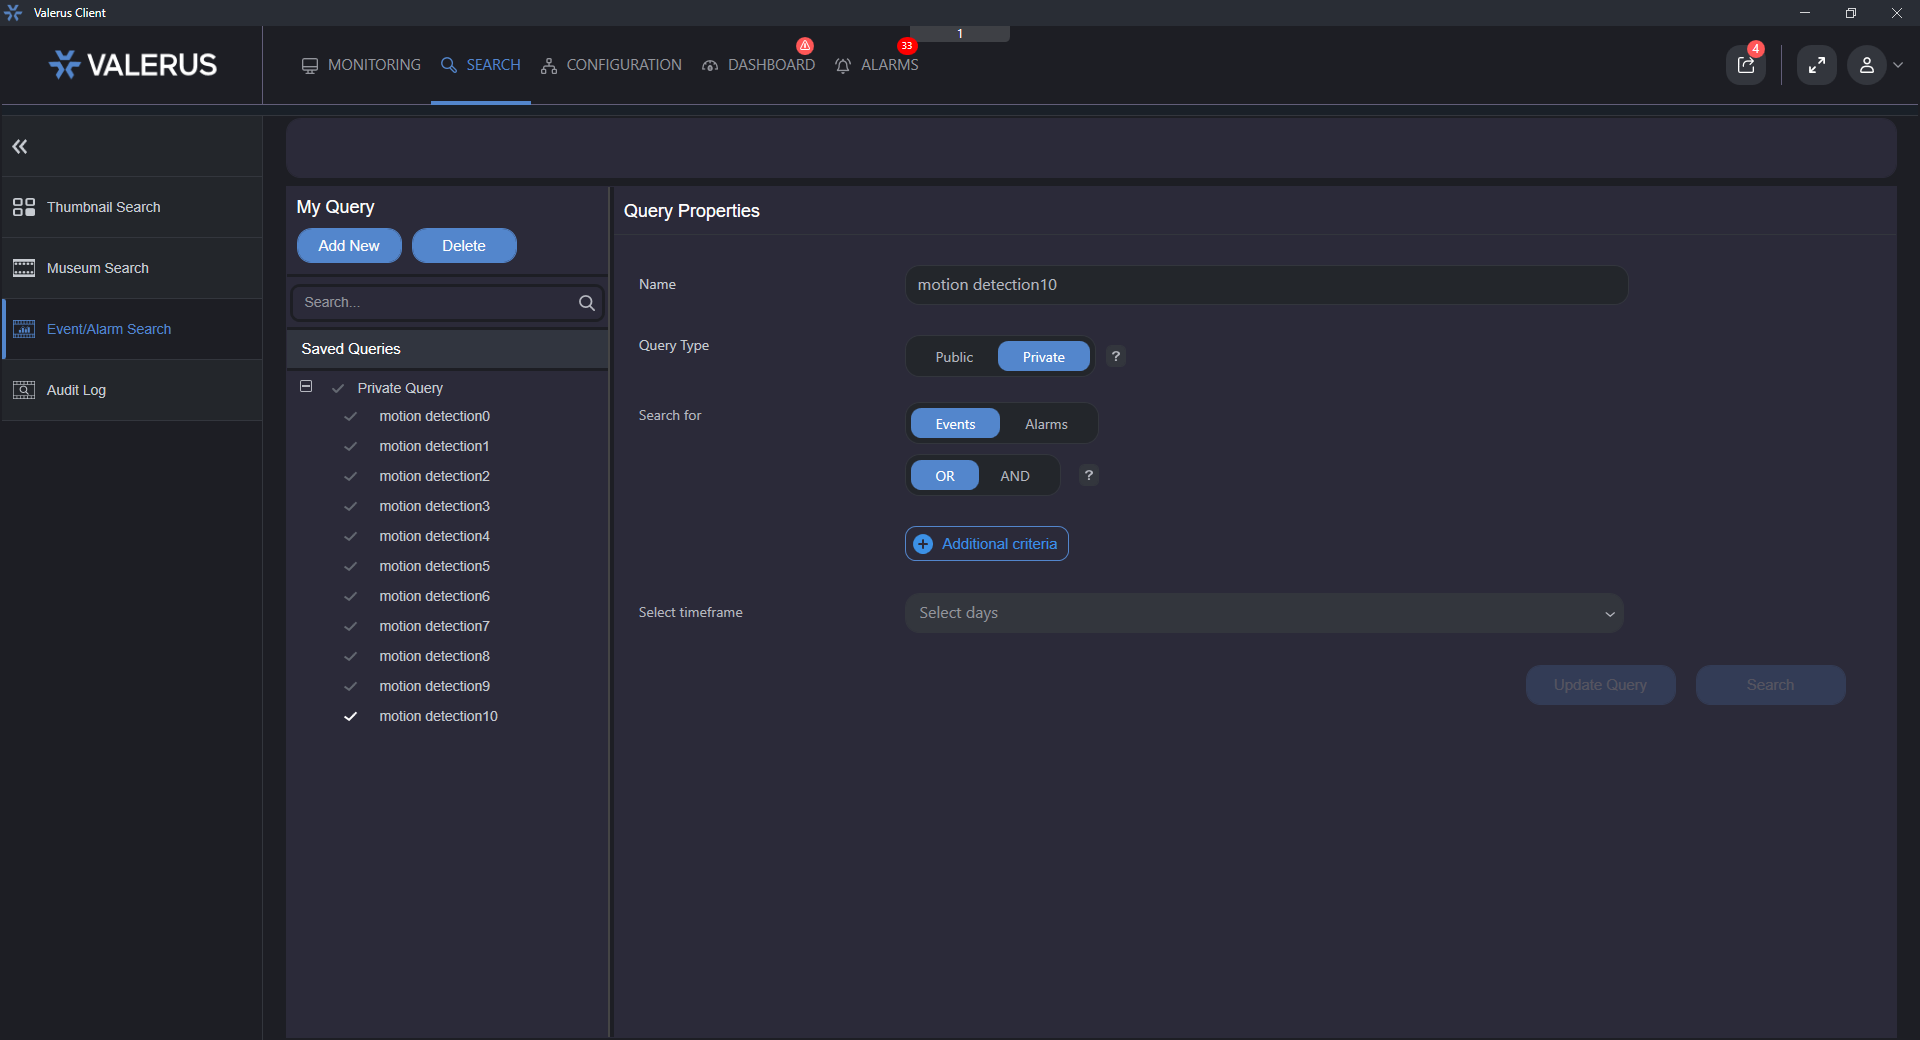 Valerus Client
1
VALERUS
MONITORING
SEARCH
CONFIGURATION
DASHBOARD
33
ALARMS
4
Thumbnail Search
Museum Search
Event/Alarm Search
Audit Log
My Query
Add New
Delete
Search...
Saved Queries
Private Query
motion detection0
motion detection1
motion detection2
motion detection3
motion detection4
motion detection5
motion detection6
motion detection7
motion detection8
motion detection9
motion detection10
Query Properties
Name
motion detection10
Query Type
Public
Private
?
Search for
Events
Alarms
OR
AND
?
Additional criteria
Select timeframe
Select days
Update Query
Search